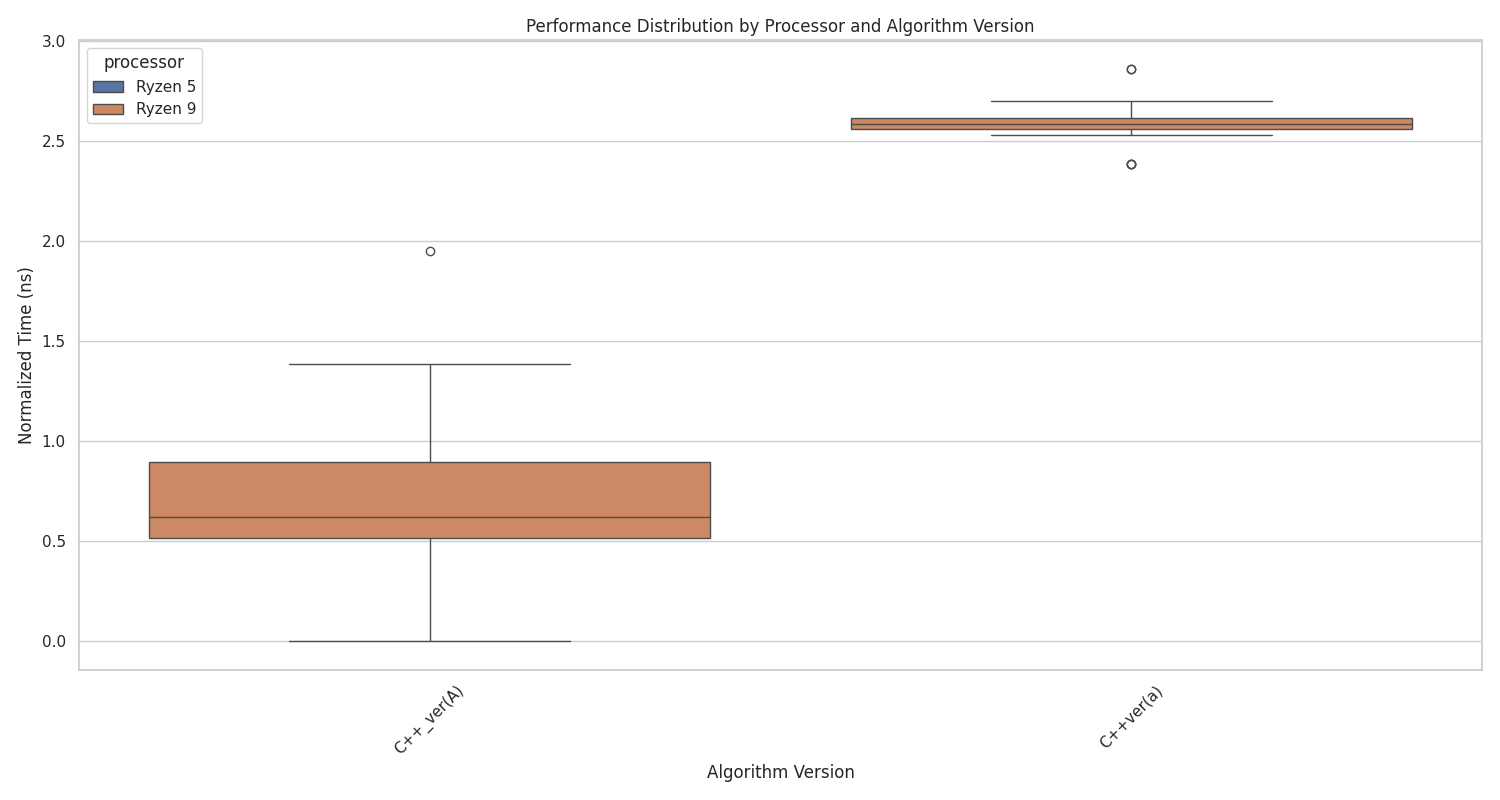 Performance Distribution by Processor and Algorithm Version
processor
Ryzen 5
Ryzen 9
Normalized Time (ns)
3.0
2.5
2.0
1.5
1.0
0.5
0.0
C++_ver(A)
C++ver(a)
Algorithm Version